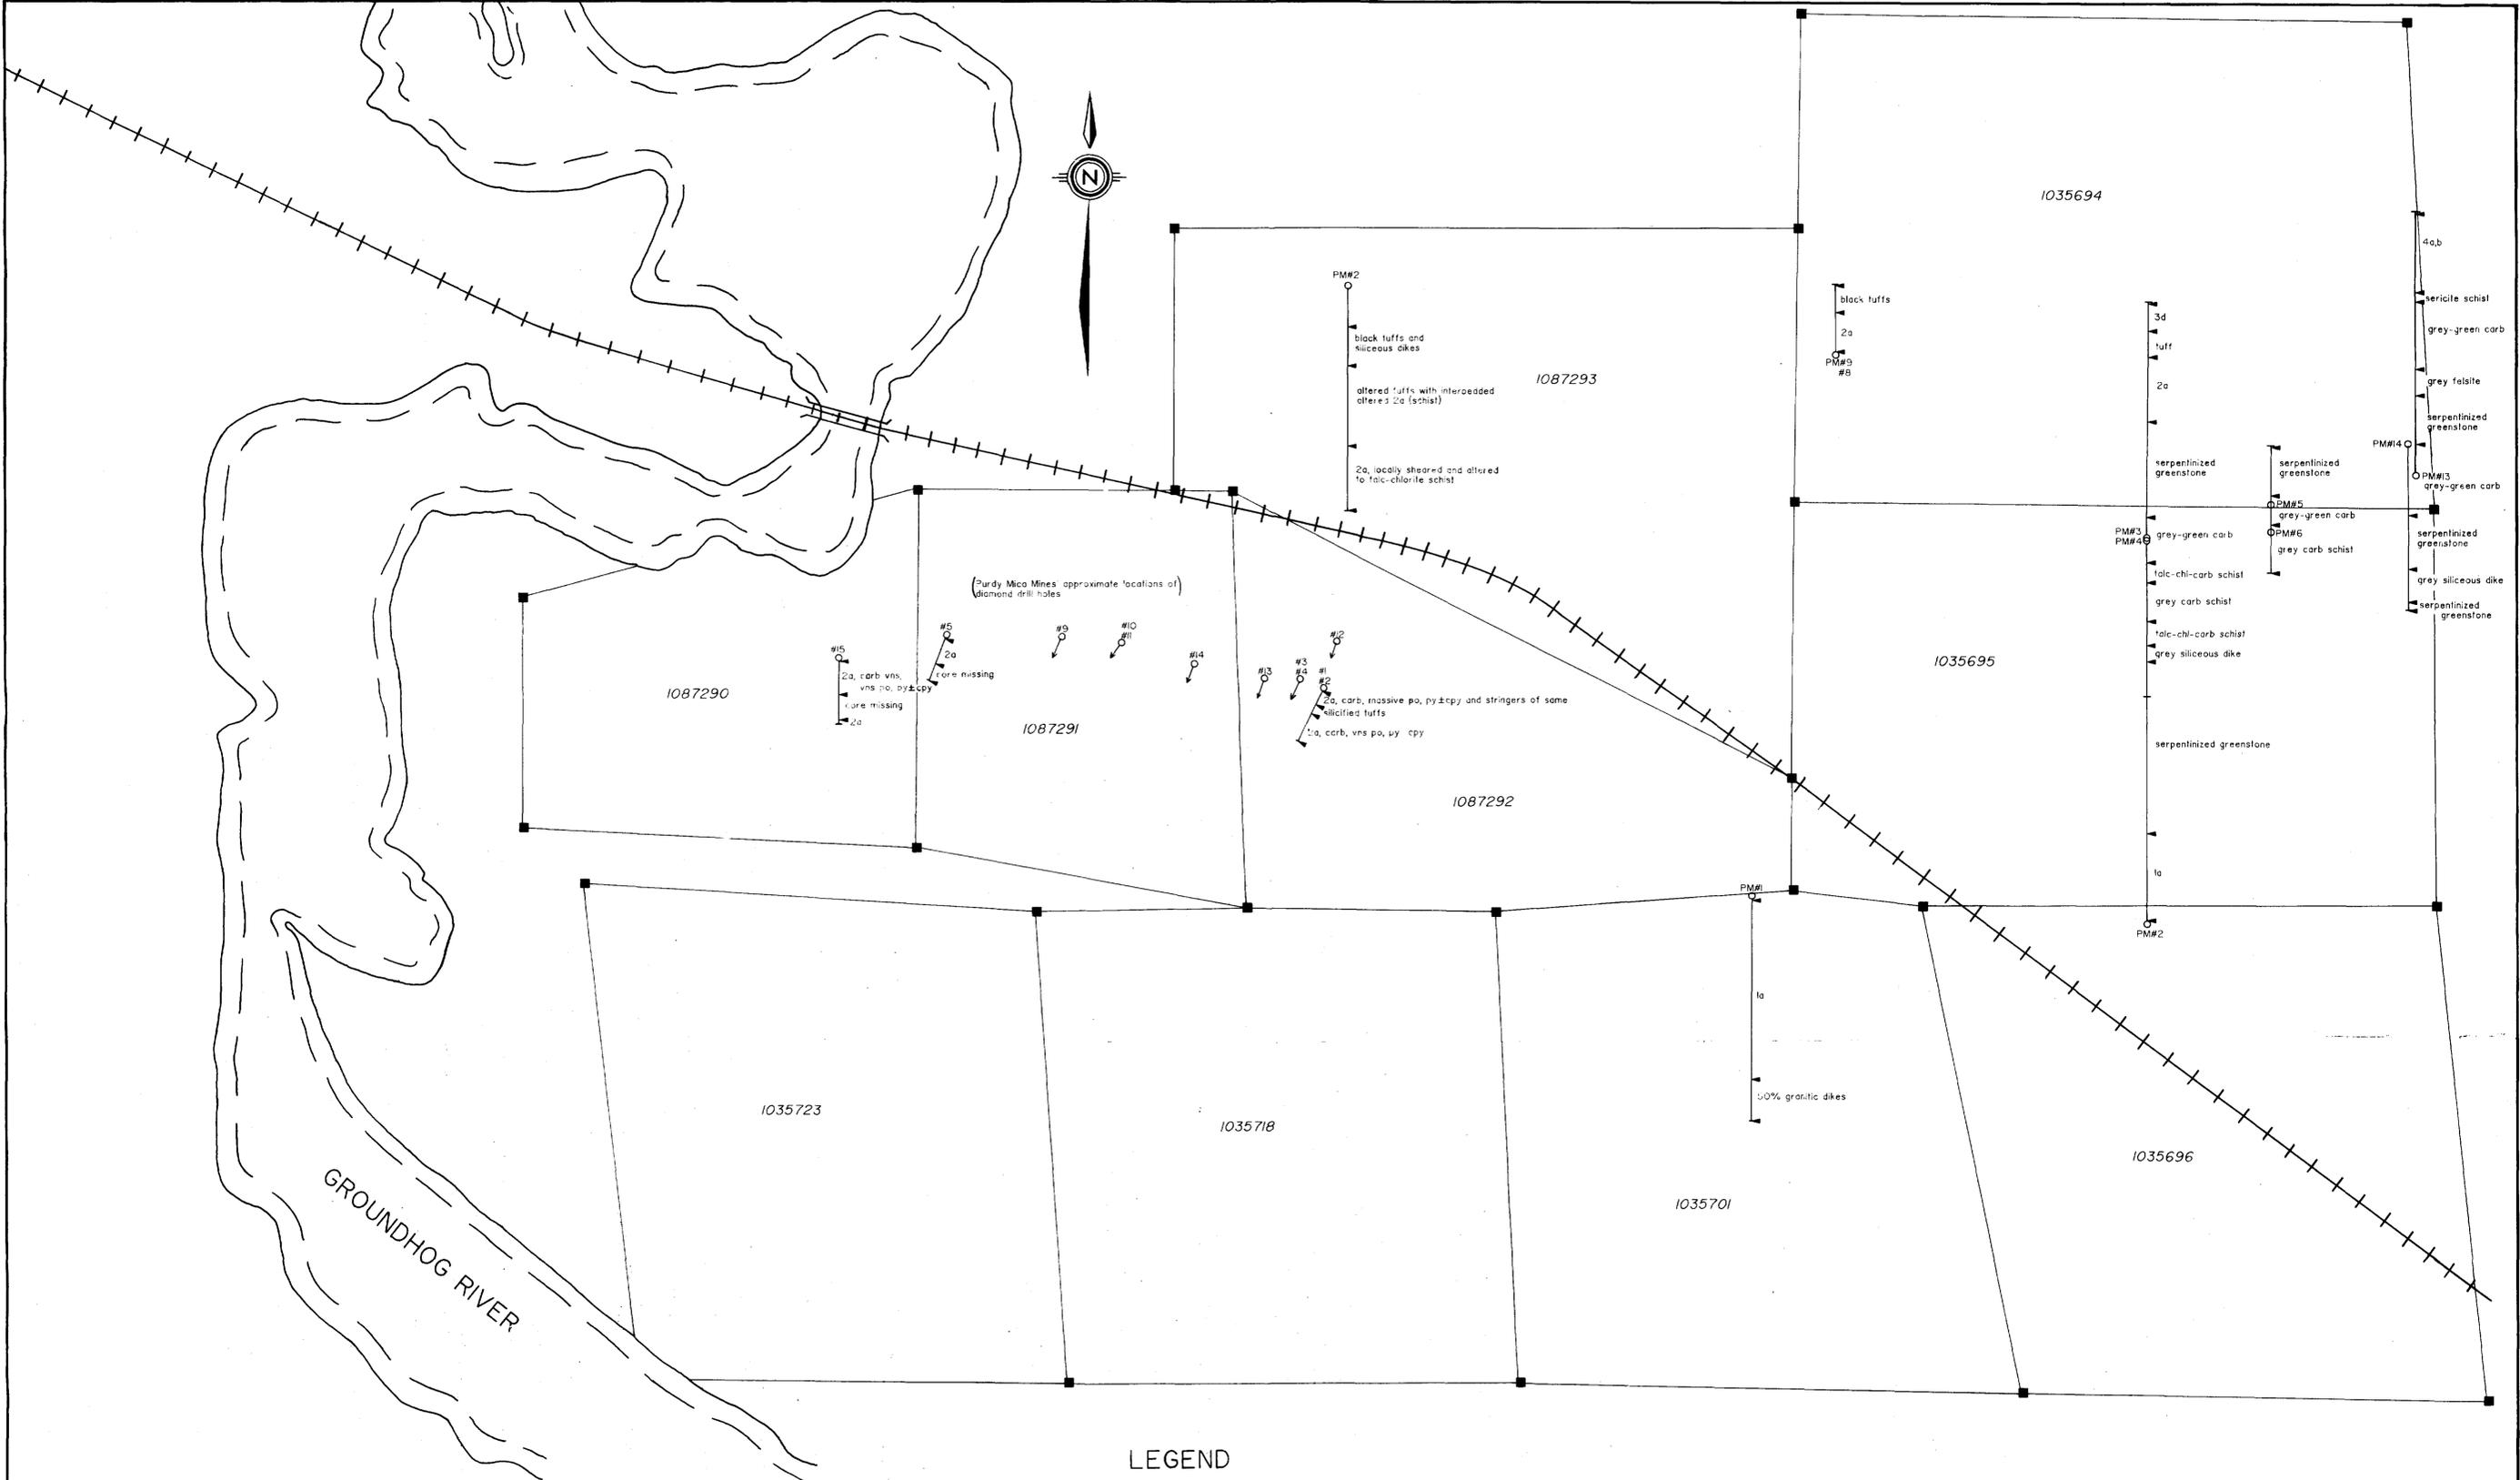 N
1035694
4a,b
sericite schist
grey-green carb
grey felsite
serpentinized
greenstone
PM#14
PM#13
grey-green carb
serpentinized
greenstone
grey siliceous dike
serpentinized
greenstone
PM#2
black tuffs and
siliceous dikes
altered tuffs with interbedded
altered 2a (schist)
2a, locally sheared and altered
to talc-chlorite schist
1087293
black tuffs
2a
PM#9
#8
3d
tuff
2a
serpentinized
greenstone
PM#3
PM#4
grey-green carb
talc-chl-carb schist
grey carb schist
talc-chl-carb schist
grey siliceous dike
serpentinized greenstone
1a
PM#2
serpentinized
greenstone
PM#5
grey-green carb
PM#6
grey carb schist
(Purdy Mica Mines approximate locations of)
diamond drill holes
#15
2a, carb vns,
vns po, py±cpy
core missing
2a
#5
2a
core missing
#9
#10
#11
#14
#13
#3
#4
#12
#1
#2
2a, carb, massive po, py±cpy and stringers of same
silicified tuffs
2a, carb, vns po, py cpy
1087290
1087291
1087292
1035695
PM#1
1a
50% granitic dikes
1035723
1035718
1035701
1035696
GROUNDHOG RIVER
LEGEND